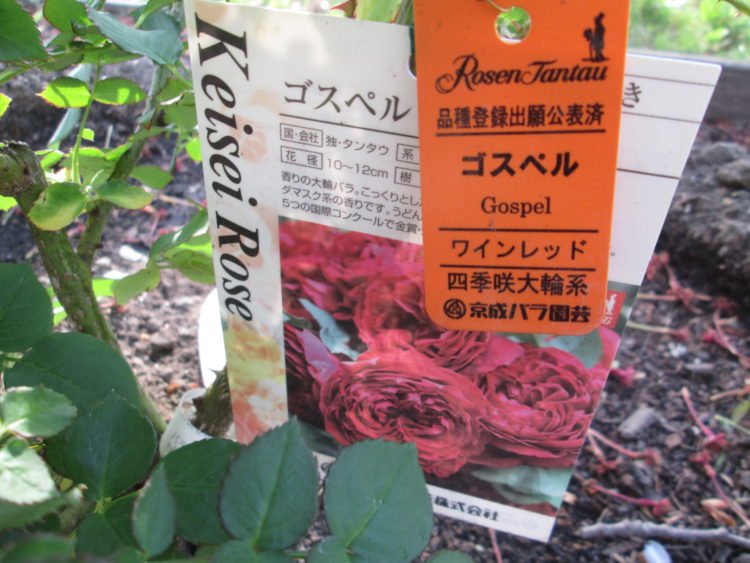 Keisei Rose
ゴスペル
き
国・会社 独・タンタウ 系
花 径 10〜12cm 樹
香りの大輪バラ。こっくりとし
ダマスク系の香りです。うどん
5つの国際コンクールで金賞・
株式会社
Rosen Tantau
品種登録出願公表済
ゴスペル
Gospel
ワインレッド
四季咲大輪系
京成バラ園芸